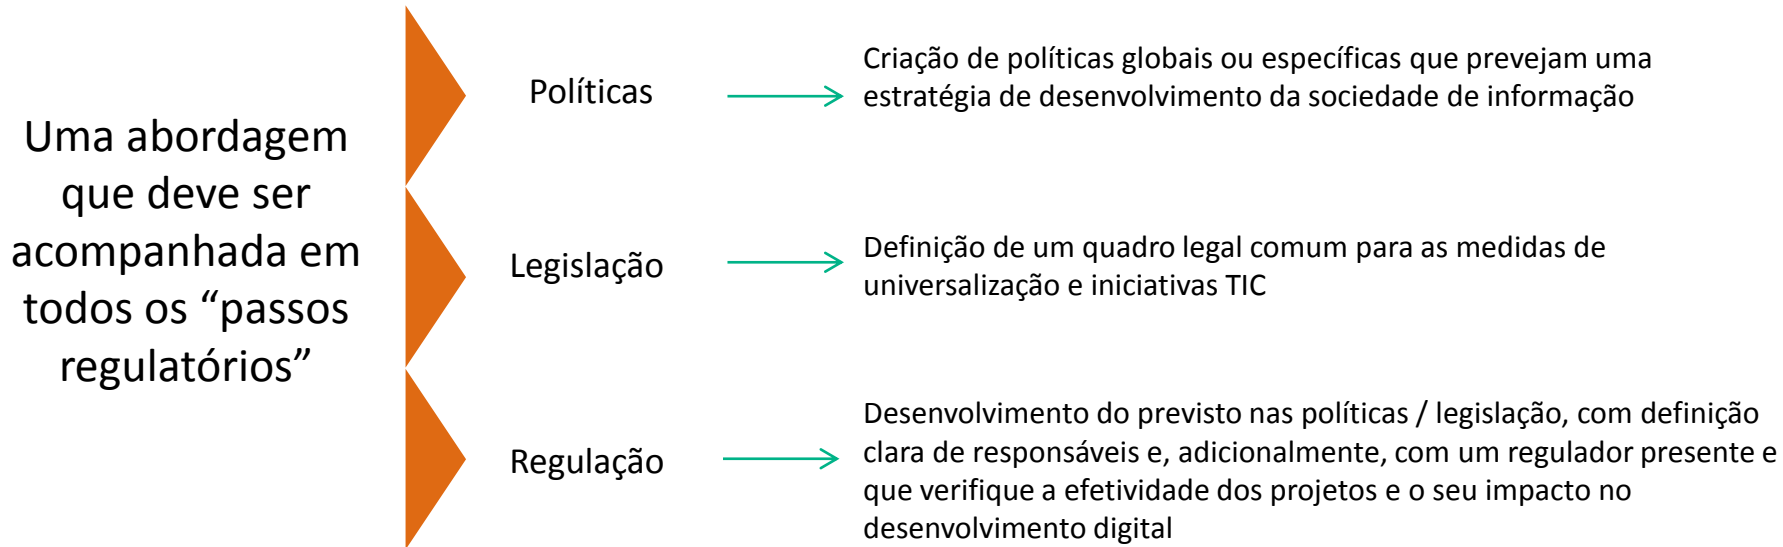 Uma abordagem
que deve ser
acompanhada em
todos os “passos
regulatórios”
Políticas
Criação de políticas globais ou específicas que prevejam uma
estratégia de desenvolvimento da sociedade de informação
Legislação
Definição de um quadro legal comum para as medidas de
universalização e iniciativas TIC
Regulação
Desenvolvimento do previsto nas políticas / legislação, com definição
clara de responsáveis e, adicionalmente, com um regulador presente e
que verifique a efetividade dos projetos e o seu impacto no
desenvolvimento digital